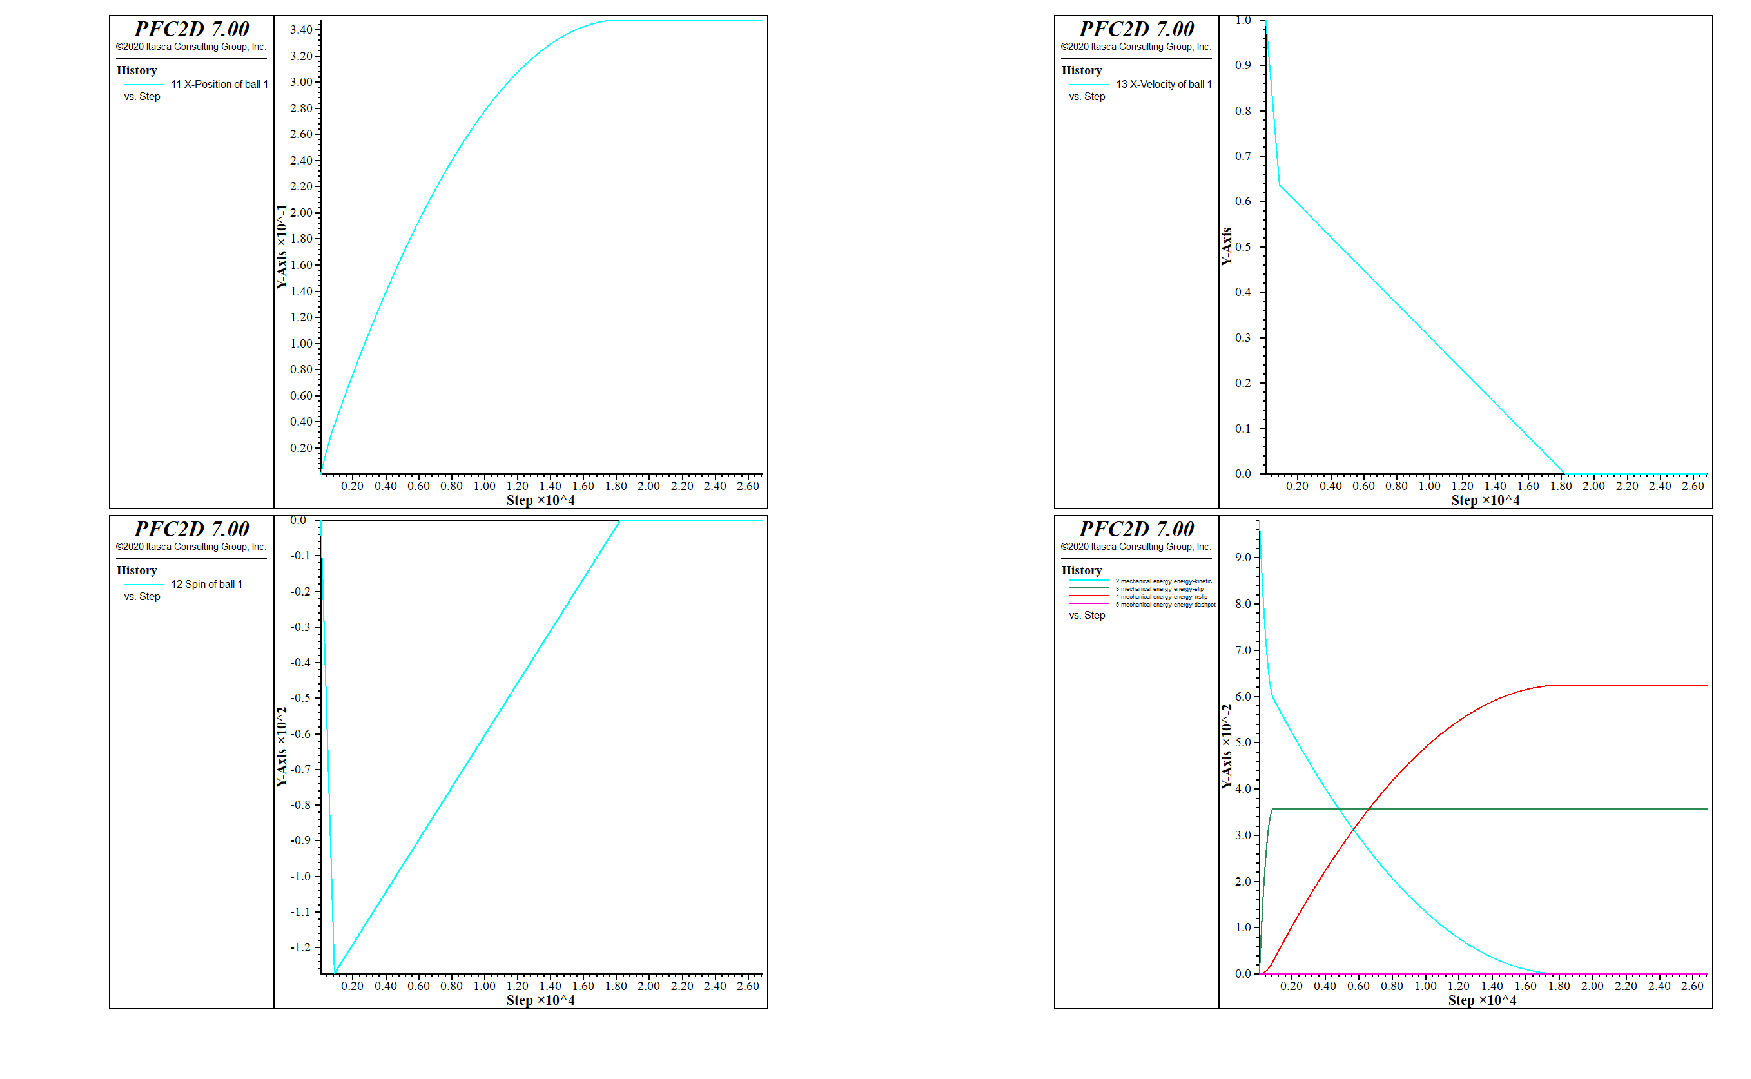 PFC2D 7.00
©2020 Itasca Consulting Group, Inc.
History
11 X-Position of ball 1
vs. Step
3.40
3.20
3.00
2.80
2.60
2.40
2.20
2.00
1.80
1.60
1.40
1.20
1.00
0.80
0.60
0.40
0.20
Y-Axis ×10^-1
0.20 0.40 0.60 0.80 1.00 1.20 1.40 1.60 1.80 2.00 2.20 2.40 2.60
Step ×10^4
PFC2D 7.00
©2020 Itasca Consulting Group, Inc.
History
13 X-Velocity of ball 1
vs. Step
1.0
0.9
0.8
0.7
0.6
0.5
0.4
0.3
0.2
0.1
0.0
Y-Axis
0.20 0.40 0.60 0.80 1.00 1.20 1.40 1.60 1.80 2.00 2.20 2.40 2.60
Step ×10^4
PFC2D 7.00
©2020 Itasca Consulting Group, Inc.
History
12 Spin of ball 1
vs. Step
0.0
-0.1
-0.2
-0.3
-0.4
-0.5
-0.6
-0.7
-0.8
-0.9
-1.0
-1.1
-1.2
Y-Axis ×10^2
0.20 0.40 0.60 0.80 1.00 1.20 1.40 1.60 1.80 2.00 2.20 2.40 2.60
Step ×10^4
PFC2D 7.00
©2020 Itasca Consulting Group, Inc.
History
mechanical energy energy-kinetic
mechanical energy energy-slip
mechanical energy
mechanical energy energy-dashpot
vs. Step
9.0
8.0
7.0
6.0
5.0
4.0
3.0
2.0
1.0
0.0
Y-Axis ×10^-2
0.20 0.40 0.60 0.80 1.00 1.20 1.40 1.60 1.80 2.00 2.20 2.40 2.60
Step ×10^4